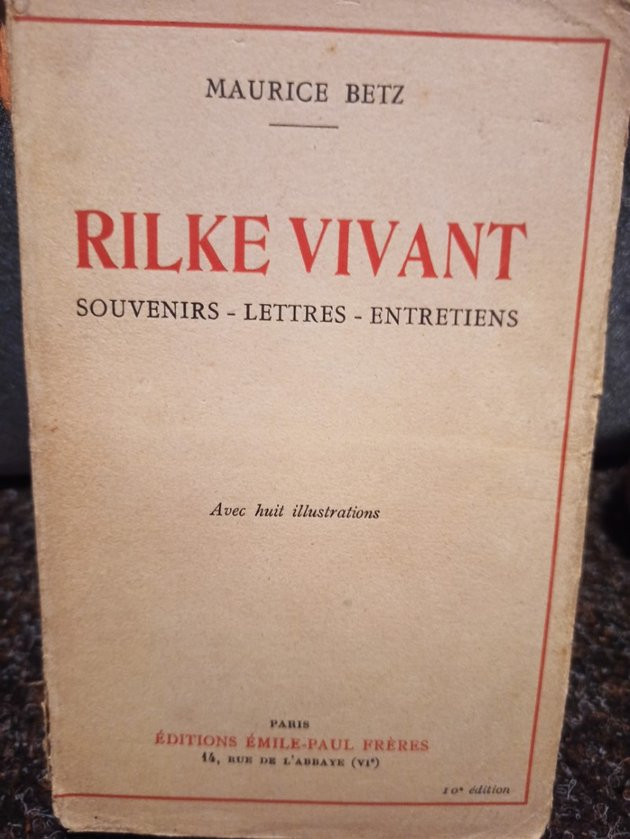 MAURICE BETZ
RILKE VIVANT
SOUVENIRS - LETTRES - ENTRETIENS
Avec huit illustrations
PARIS
ÉDITIONS ÉMILE-PAUL FRÈRES
14, RUE DE L'ABBAYE (VIᵉ)
10ᵉ édition